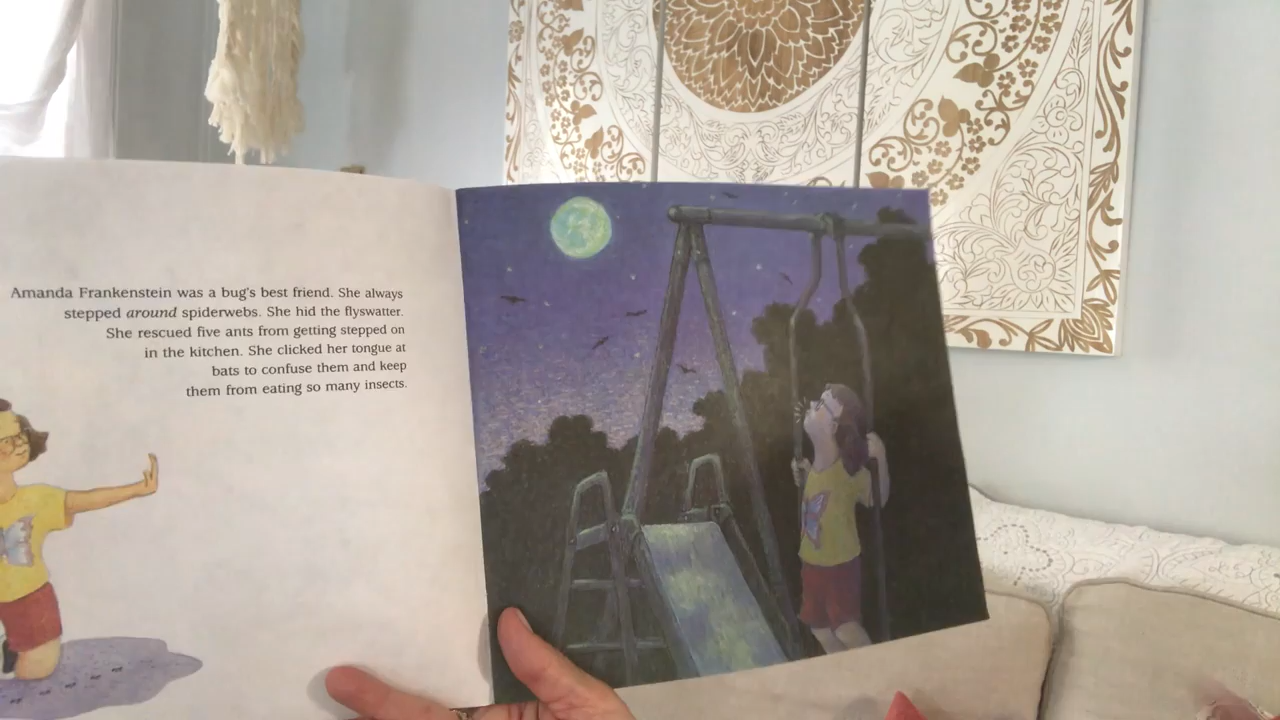 Amanda Frankenstein was a bug's best friend. She always
stepped around spiderwebs. She hid the flyswatter.
She rescued five ants from getting stepped on
in the kitchen. She clicked her tongue at
bats to confuse them and keep
them from eating so many insects.